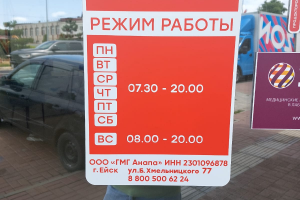 РЕЖИМ РАБОТЫ
ПН
ВТ
СР
ЧТ
ПТ
СБ
07.30 - 20.00
ВС
08.00 - 20.00
ООО «ГМГ Анапа» ИНН 2301096878
г. Ейск ул.Б. Хмельницкого 77
8 800 500 62 24
МЕДИЦИНСКИЕ